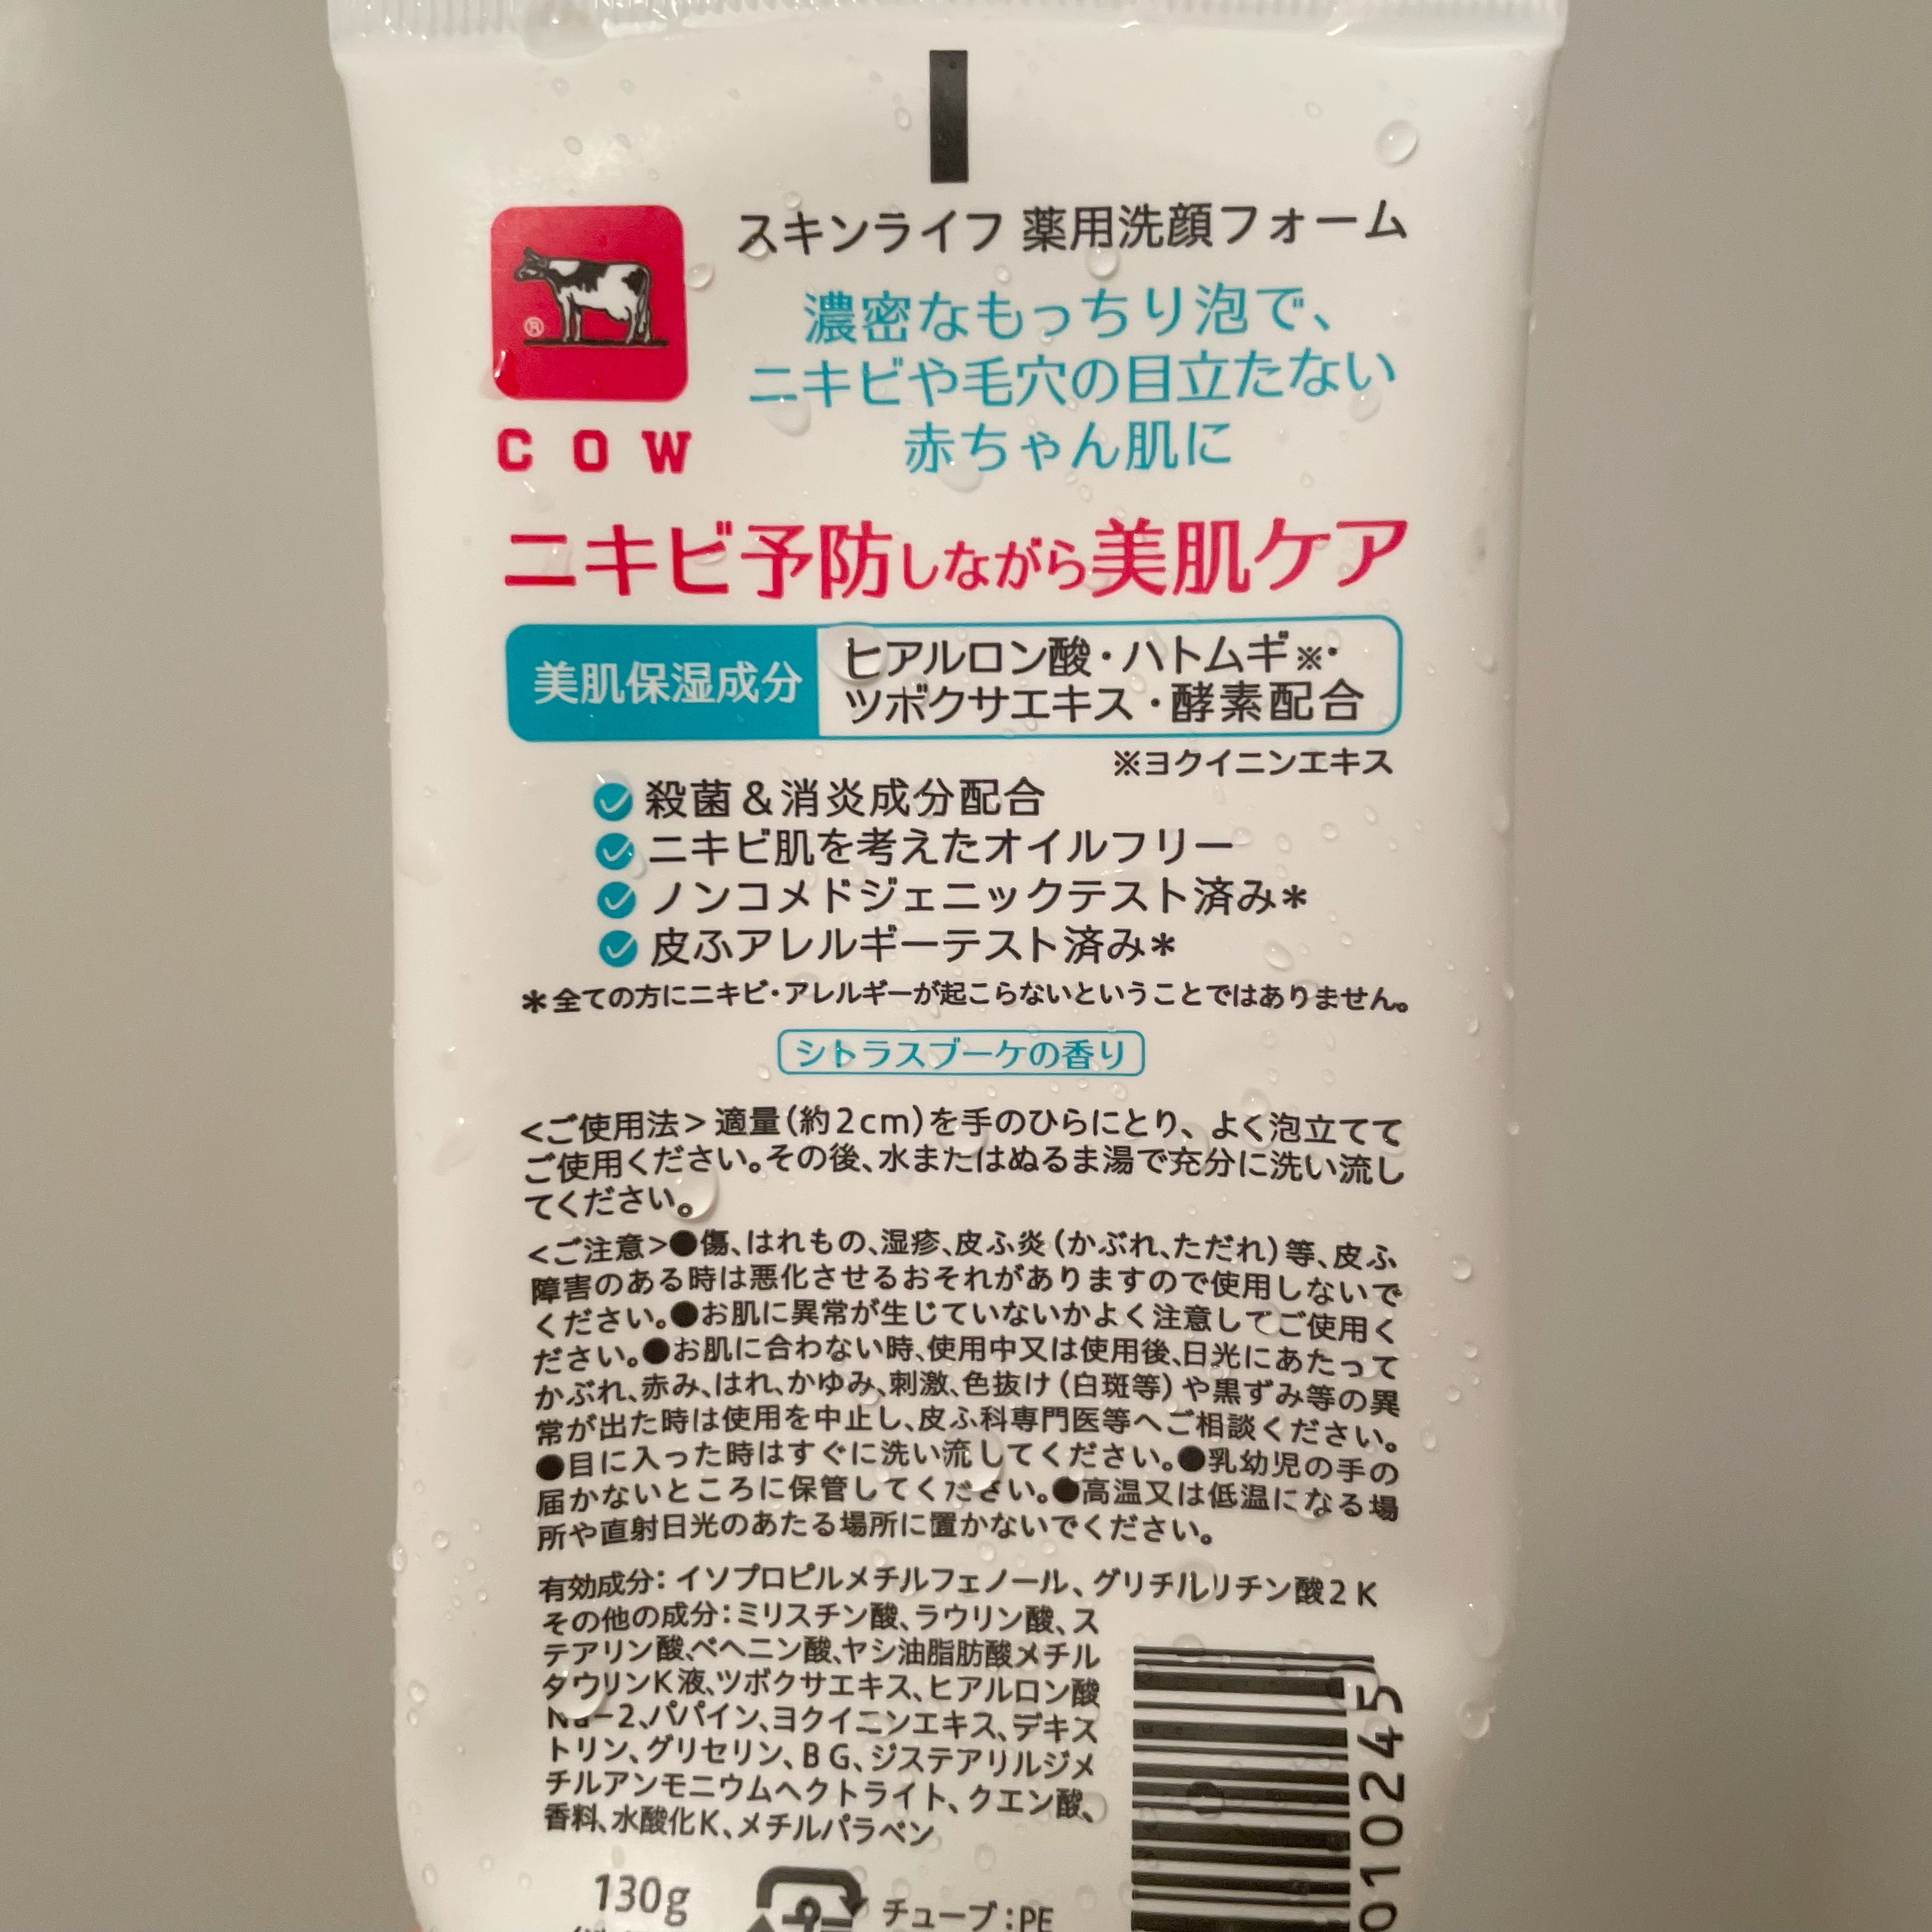 スキンライフ 薬用洗顔フォーム
濃密なもっちり泡で、
ニキビや毛穴の目立たない
赤ちゃん肌に
®
COW
ニキビ予防しながら美肌ケア
美肌保湿成分
ヒアルロン酸・ハトムギ※・
ツボクサエキス・酵素配合
※ヨクイニンエキス
殺菌&消炎成分配合
ニキビ肌を考えたオイルフリー
ノンコメドジェニックテスト済み*
皮ふアレルギーテスト済み*
*全ての方にニキビ・アレルギーが起こらないということではありません。
シトラスブーケの香り
<ご使用法> 適量(約2cm)を手のひらにとり、よく泡立てて
ご使用ください。その後、水またはぬるま湯で充分に洗い流し
てください。
<ご注意>●傷、はれもの、湿疹、皮ふ炎(かぶれ、ただれ)等、皮ふ
障害のある時は悪化させるおそれがありますので使用しないで
ください。●お肌に異常が生じていないかよく注意してご使用く
ださい。●お肌に合わない時、使用中又は使用後、日光にあたって
かぶれ、赤み、はれ、かゆみ、刺激、色抜け(白斑等)や黒ずみ等の異
常が出た時は使用を中止し、皮ふ科専門医等へご相談ください。
●目に入った時はすぐに洗い流してください。●乳幼児の手の
届かないところに保管してください。●高温又は低温になる場
所や直射日光のあたる場所に置かないでください。
有効成分:イソプロピルメチルフェノール、グリチルリチン酸2K
その他の成分:ミリスチン酸、ラウリン酸、ス
テアリン酸、ベヘニン酸、ヤシ油脂肪酸メチル
タウリンK液、ツボクサエキス、ヒアルロン酸
Na-2、パパイン、ヨクイニンエキス、デキス
トリン、グリセリン、BG、ジステアリルジメ
チルアンモニウムヘクトライト、クエン酸、
香料、水酸化K、メチルパラベン
130g
チューブ:PE
010245